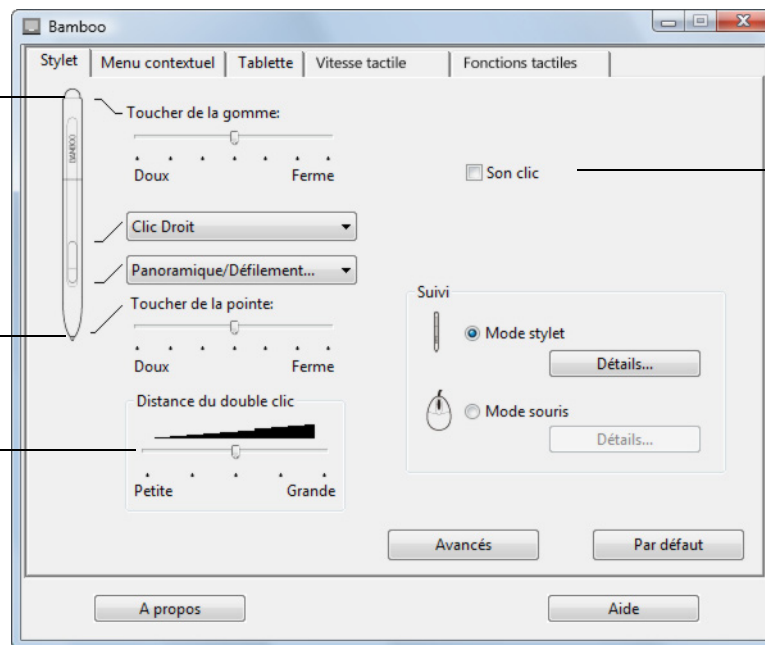 Bamboo
Stylet Menu contextuel Tablette Vitesse tactile Fonctions tactiles
Toucher de la gomme:
Doux Ferme
BAMBOO
Son clic
Clic Droit
Panoramique/Défilement...
Toucher de la pointe:
Doux Ferme
Distance du double clic
Petite Grande
Suivi
Mode stylet
Détails...
Mode souris
Détails...
Avancés Par défaut
A propos Aide